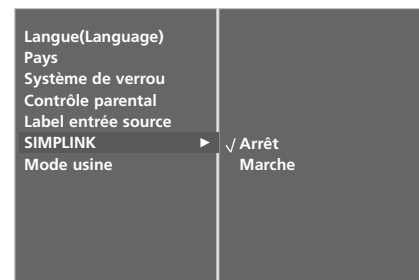 Langue(Language)
Pays
Système de verrou
Contrôle parental
Label entrée source
SIMPLINK ►
Mode usine
√ Arrêt
Marche